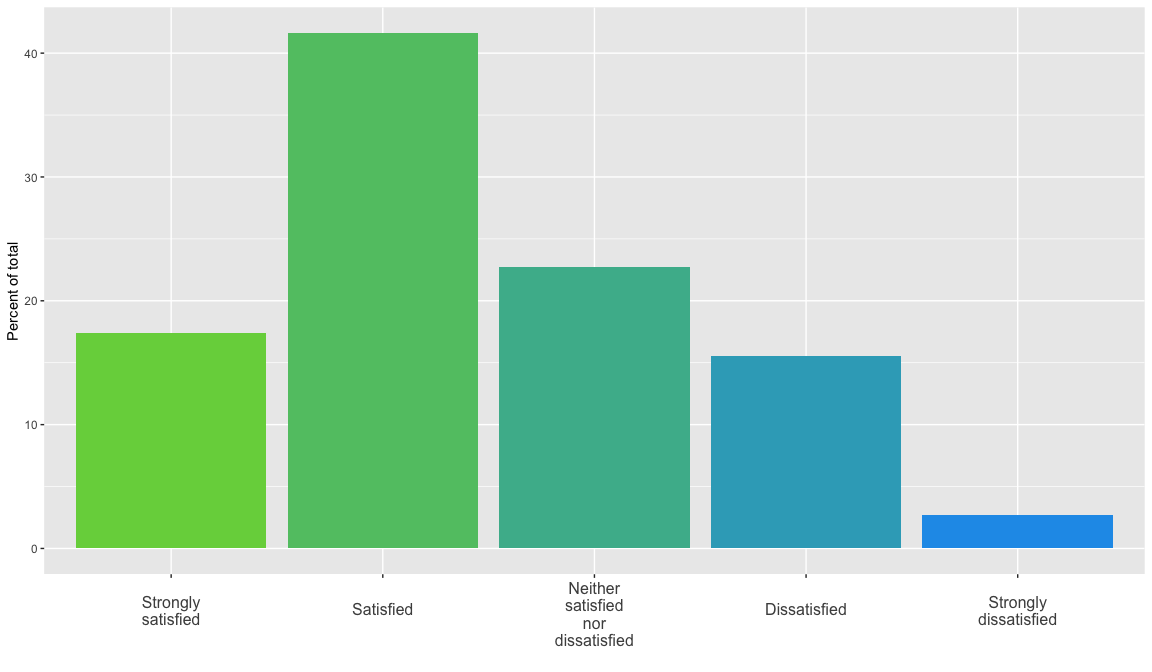 Percent of total
40
30
20
10
0
Strongly
satisfied
Satisfied
Neither
satisfied
nor
dissatisfied
Dissatisfied
Strongly
dissatisfied